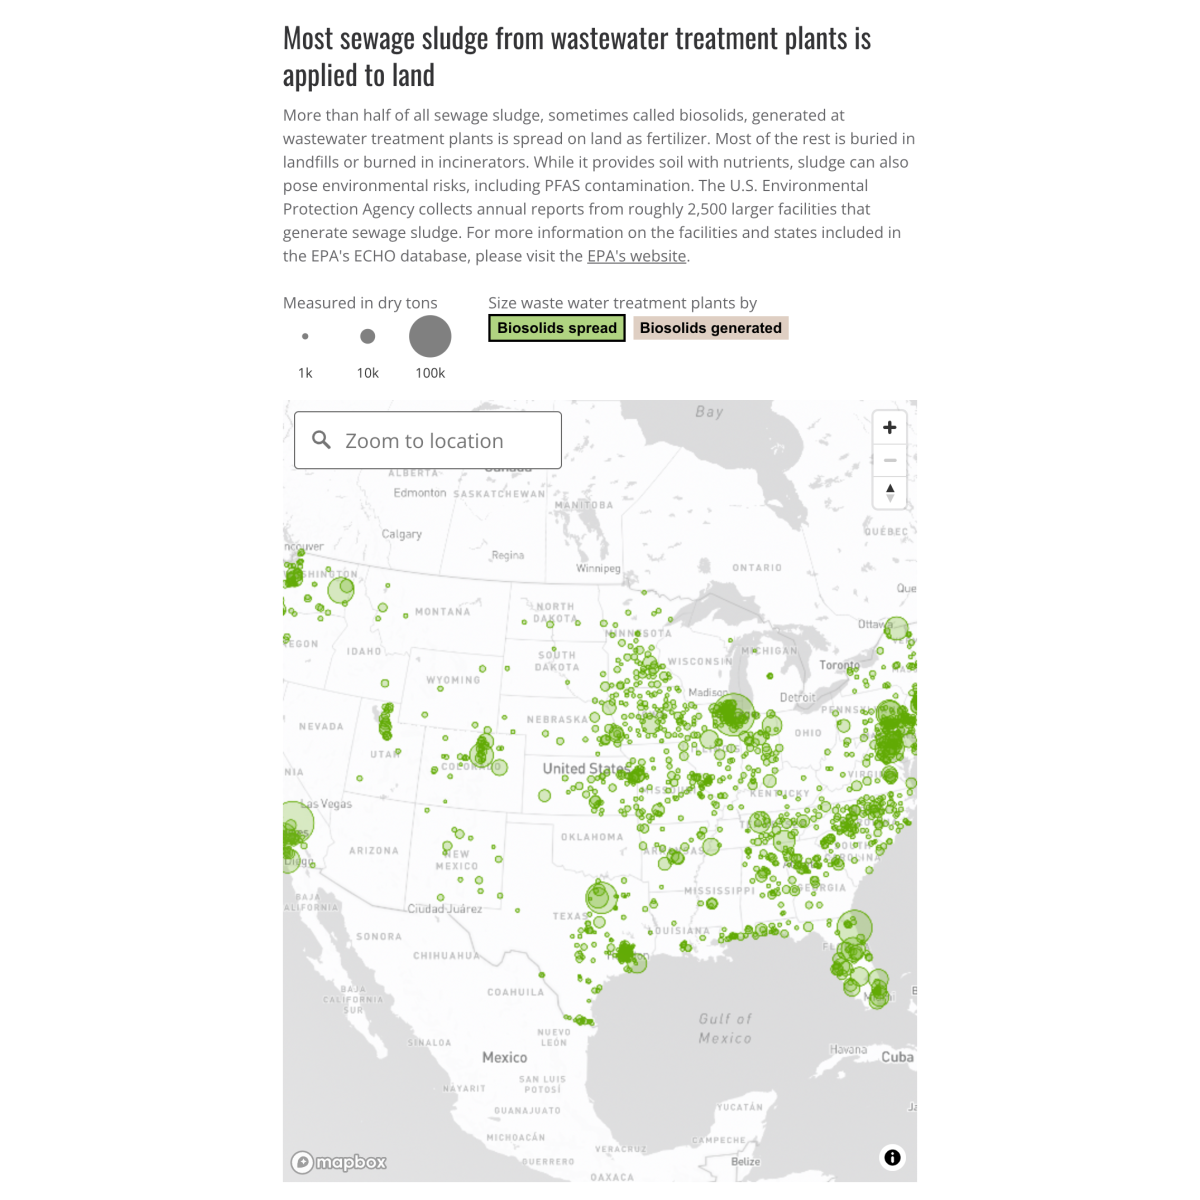 Most sewage sludge from wastewater treatment plants is
applied to land
More than half of all sewage sludge, sometimes called biosolids, generated at
wastewater treatment plants is spread on land as fertilizer. Most of the rest is buried in
landfills or burned in incinerators. While it provides soil with nutrients, sludge can also
pose environmental risks, including PFAS contamination. The U.S. Environmental
Protection Agency collects annual reports from roughly 2,500 larger facilities that
generate sewage sludge. For more information on the facilities and states included in
the EPA's ECHO database, please visit the EPA's website.
Measured in dry tons
1k 10k 100k
Size waste water treatment plants by
Biosolids spread Biosolids generated
Zoom to location
Bay
ALBERTA
Edmonton SASKATCHEWAN
MANITOBA
Calgary
QUÉBEC
ncouver
Regina
Winnipeg
ONTARIO
Que
MONTANA
NORTH
DAKOTA
MINNESOTA
Ottawa
EGON
IDAHO
SOUTH
DAKOTA
WISCONSIN
MICHIGAN
Toronto
WYOMING
Madison
Detroit
NEVADA
NEBRASKA
OHIO
UTAH
COLORADO
United States
NIA
KENTUCKY
Las Vegas
OKLAHOMA
ARIZONA
NEW
MEXICO
MISSISSIPPI
GEORGIA
BAJA
ALIFORNIA
Ciudad Juárez
TEXAS
LOUISIANA
SONORA
CHIHUAHUA
BAJA
CALIFORNIA
SUR
COAHUILA
Gulf of
Mexico
NUEVO
LEÓN
SINALOA
Mexico
Havana
Cuba
SAN LUIS
POTOSÍ
NAYARIT
GUANAJUATO
YUCATÁN
Ja
MICHOACÁN
CAMPECHE
VERACRUZ
GUERRERO
Belize
OAXACA
mapbox